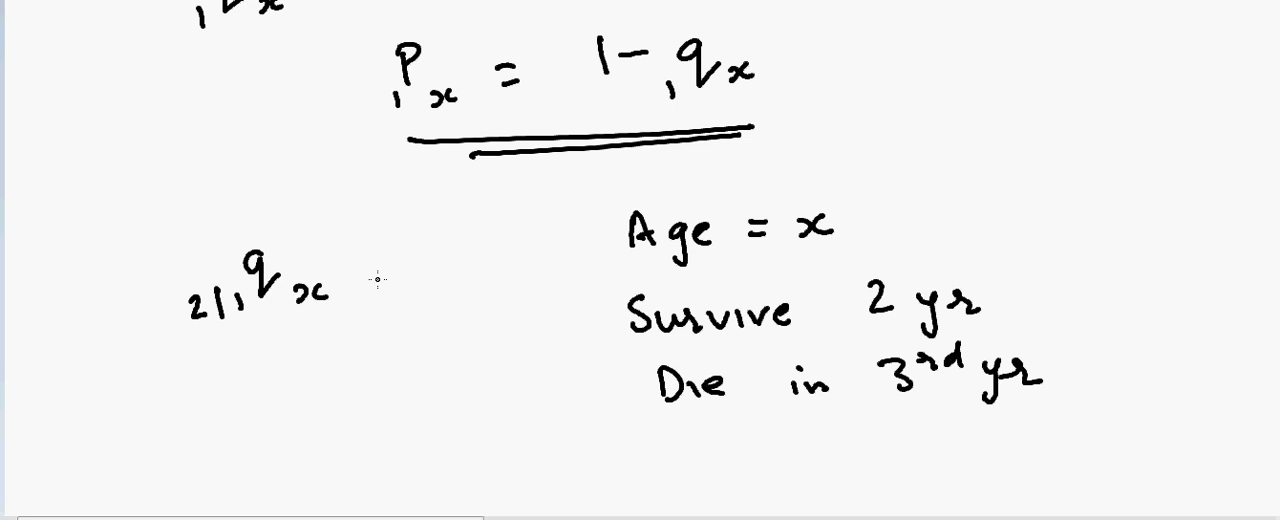 ₁Pₓ = 1 - ₁qₓ
Age = x
₂|₁qₓ
Survive 2 yr
Die in 3rd yr